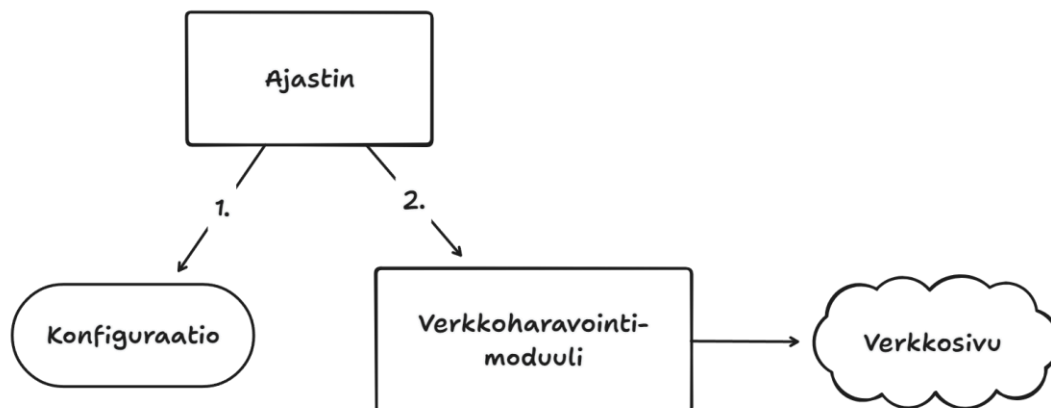 Ajastin
1.
2.
Konfiguraatio
Verkkoharavointi-
moduuli
Verkkosivu